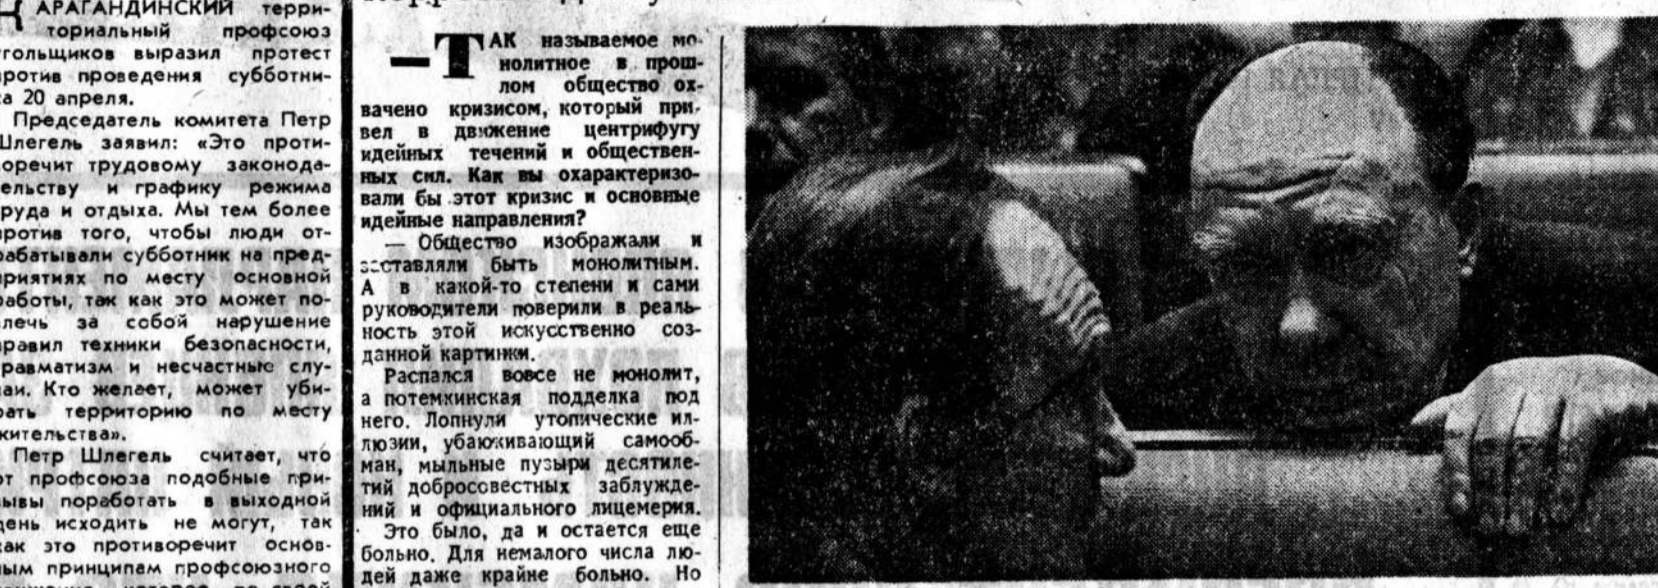 АРАГАНДИНСКИЙ терри-
ториальный профсоюз
выразил протест
проведения субботни-
20 апреля.
Председатель комитета Петр
Шлегель заявил: «Это проти-
воречит трудовому законода-
и графику режима
труда и отдыха. Мы тем более
против того, чтобы люди от-
рабатывали субботник на пред-
приятиях по месту основной
работы, так как это может по-
влечь за собой нарушение
правил техники безопасности,
травматизм и несчастные слу-
чаи. Кто желает, может уби-
рать территорию по месту
жительства».
Петр Шлегель считает, что
от профсоюза подобные при-
зывы поработать в выходной
день исходить не могут, так
как это противоречит основ-
ным принципам профсоюзного
— ТАК называемое мо-
нолитное в прош-
лом общество ох-
вачено кризисом, который при-
вел в движение центрифугу
идейных течений и обществен-
ных сил. Как вы охарактеризо-
вали бы этот кризис и основные
идейные направления?
— Общество изображали и
заставляли быть монолитным.
А в какой-то степени и сами
руководители поверили в реаль-
ность этой искусственно соз-
данной картинки.
Распался вовсе не монолит,
а потемкинская подделка под
него. Лопнули утопические ил-
люзии, убаюкивающий самооб-
ман, мыльные пузыри десятиле-
тий добросовестных заблужде-
ний и официального лицемерия.
Это было, да и остается еще
больно. Для немалого числа лю-
дей даже крайне больно. Но